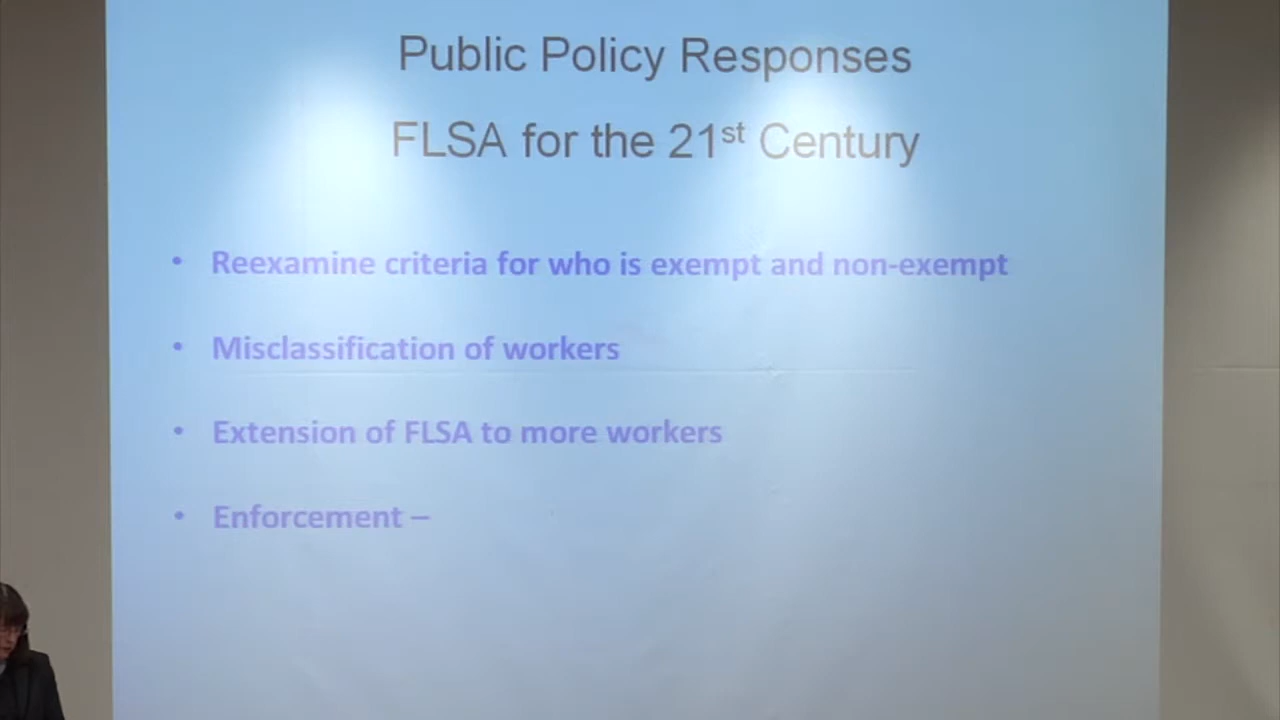 Public Policy Responses
FLSA for the 21st Century
• Reexamine criteria for who is exempt and non-exempt
• Misclassification of workers
• Extension of FLSA to more workers
• Enforcement –